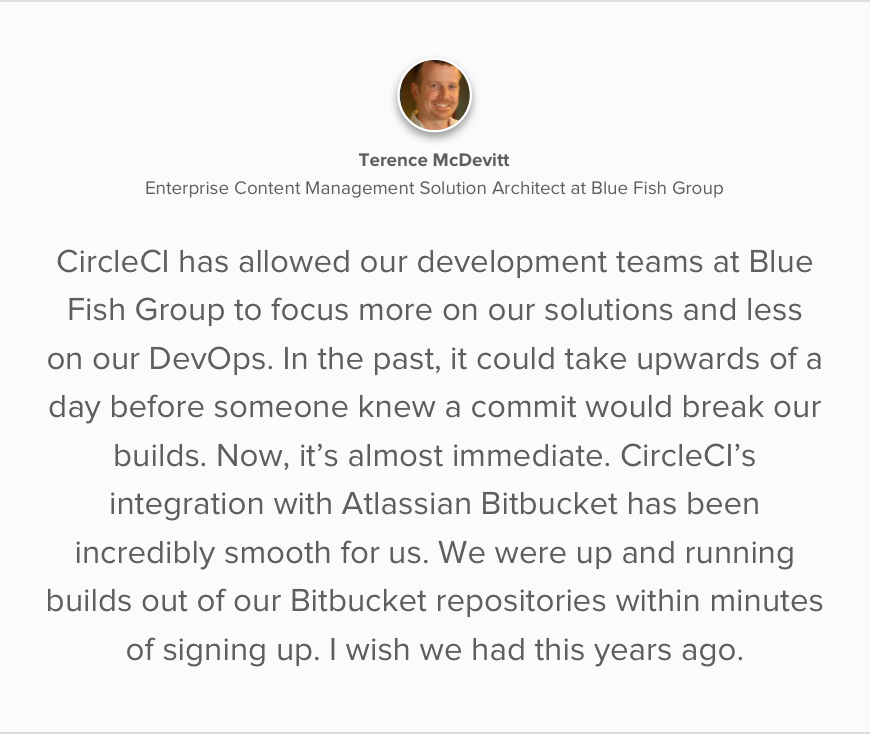 Terence McDevitt
Enterprise Content Management Solution Architect at Blue Fish Group
CircleCI has allowed our development teams at Blue
Fish Group to focus more on our solutions and less
on our DevOps. In the past, it could take upwards of a
day before someone knew a commit would break our
builds. Now, it’s almost immediate. CircleCI’s
integration with Atlassian Bitbucket has been
incredibly smooth for us. We were up and running
builds out of our Bitbucket repositories within minutes
of signing up. I wish we had this years ago.